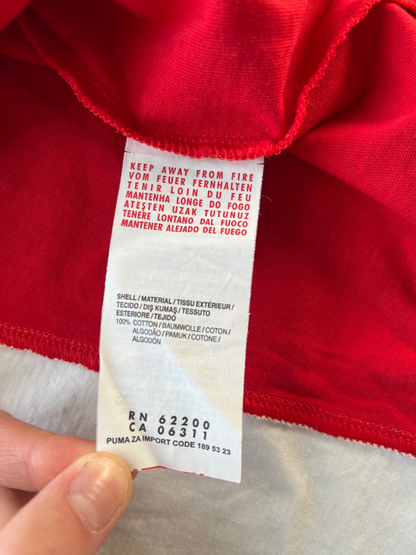 KEEP AWAY FROM FIRE
VOM FEUER FERNHALTEN
TENIR LOIN DU FEU
MANTENHA LONGE DO FOGO
ATEŞTEN UZAK TUTUNUZ
TENERE LONTANO DAL FUOCO
MANTENER ALEJADO DEL FUEGO
SHELL / MATERIAL / TISSU EXTÉRIEUR /
TECIDO / DIŞ KUMAŞ / TESSUTO
ESTERIORE / TEJIDO
100% COTTON / BAUMWOLLE / COTON /
ALGODÃO / PAMUK / COTONE /
ALGODÓN
RN 62200
CA 06311
PUMA ZA IMPORT CODE 189 53 23